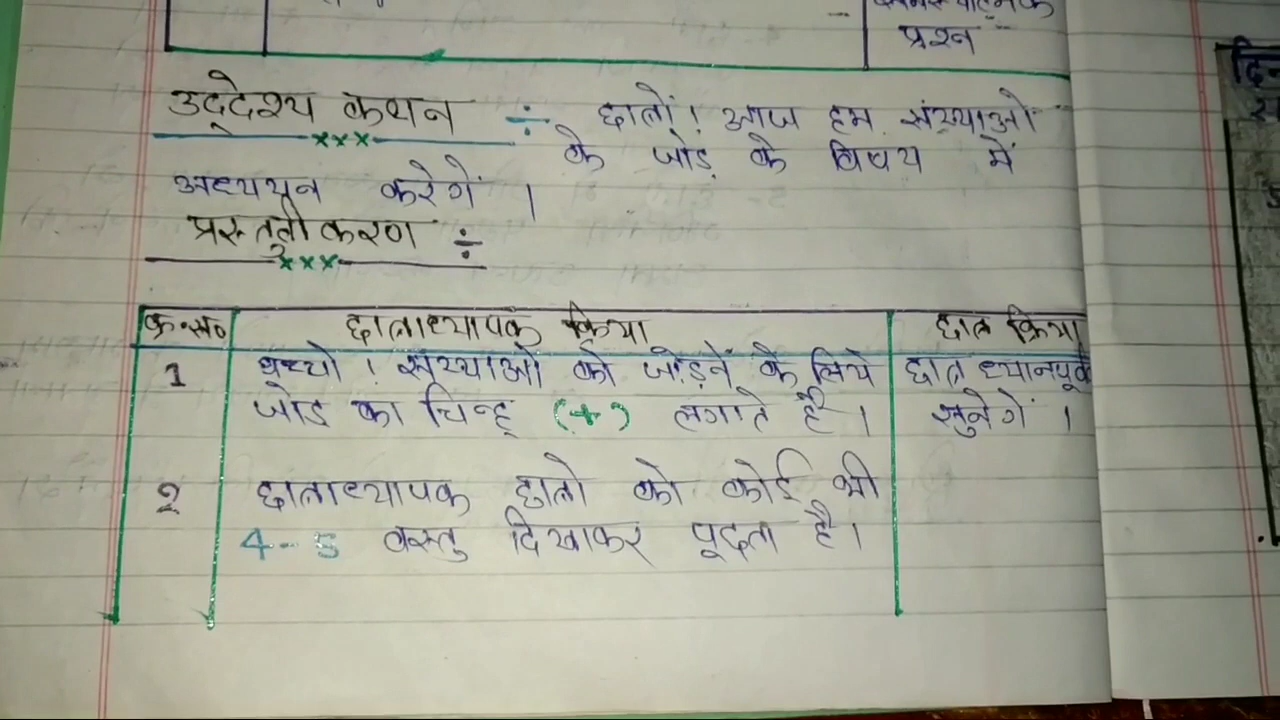 प्रश्न
उद्देश्य कथन ÷ छात्रों! आज हम संख्याओ
के जोड़ के विषय में
अध्ययन करेगें ।
प्रस्तुतीकरण ÷
क्र॰स॰ छात्राध्यापक क्रिया छात्र क्रिया
1 बच्चो ! संख्याओ को जोड़नें के लिये छात्र ध्यानपूर्व
जोड का चिन्ह् (+) लगाते हैं । सुनेगें ।
2 छात्राध्यापक छात्रो को कोई भी
4-5 वस्तु दिखाकर पूछता है।